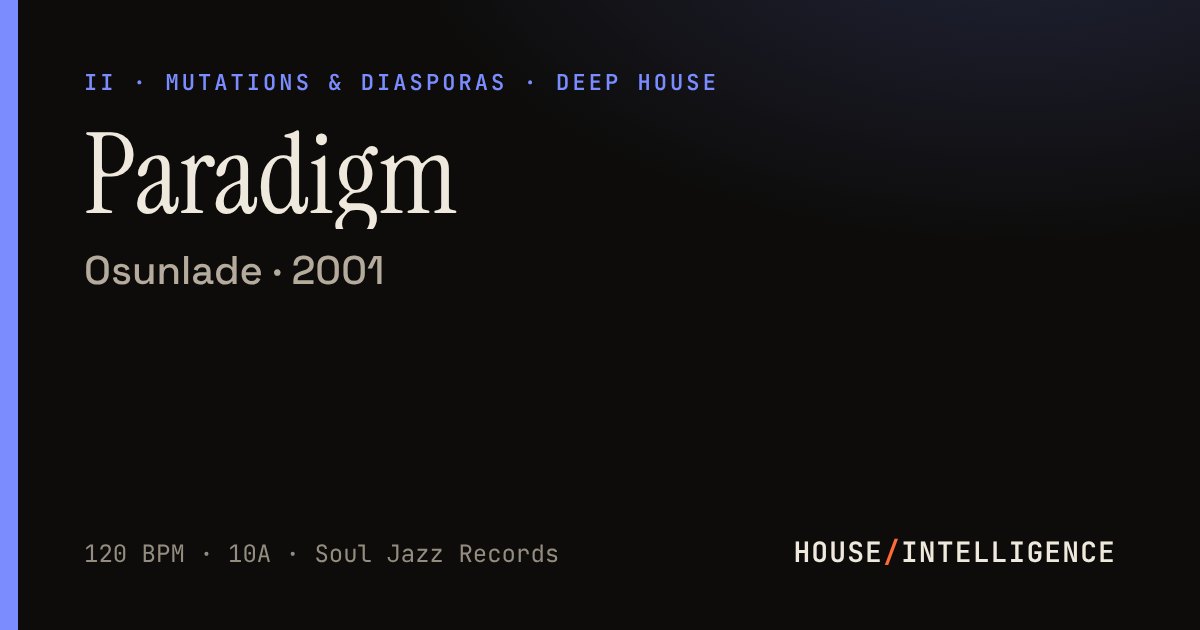 II · MUTATIONS & DIASPORAS · DEEP HOUSE
Paradigm
Osunlade · 2001
120 BPM · 10A · Soul Jazz Records
HOUSE/INTELLIGENCE